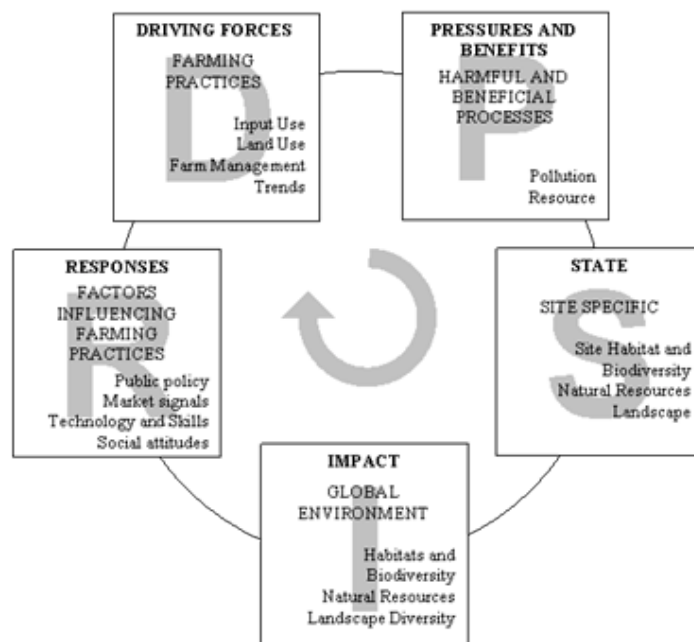 DRIVING FORCES
FARMING
PRACTICES
Input Use
Land Use
Farm Management
Trends
D
PRESSURES AND
BENEFITS
HARMFUL AND
BENEFICIAL
PROCESSES
Pollution
Resource
P
STATE
SITE SPECIFIC
Site Habitat and
Biodiversity
Natural Resources
Landscape
S
IMPACT
GLOBAL
ENVIRONMENT
Habitats and
Biodiversity
Natural Resources
Landscape Diversity
I
RESPONSES
FACTORS
INFLUENCING
FARMING
PRACTICES
Public policy
Market signals
Technology and Skills
Social attitudes
R